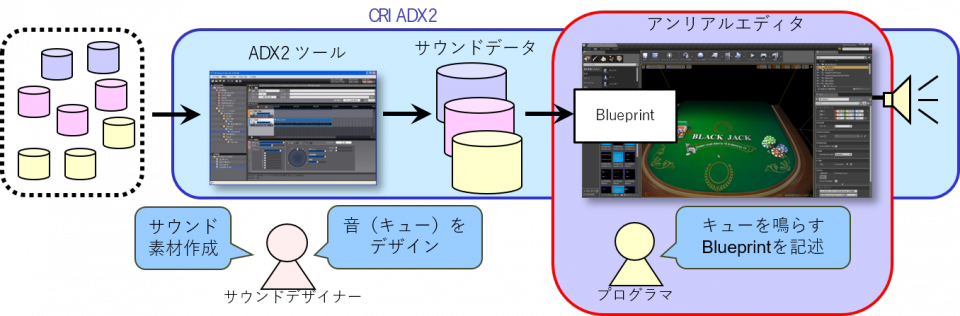 CRI ADX2
アンリアルエディタ
ADX2 ツール
サウンドデータ
Blueprint
BLACK JACK
サウンド
素材作成
音（キュー）を
デザイン
キューを鳴らす
Blueprintを記述
サウンドデザイナー
プログラマ